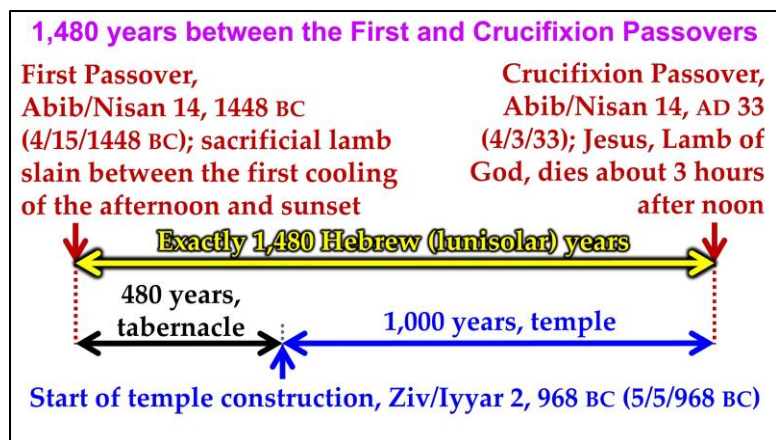 1,480 years between the First and Crucifixion Passovers
First Passover,
Abib/Nisan 14, 1448 BC
(4/15/1448 BC); sacrificial lamb
slain between the first cooling
of the afternoon and sunset
Crucifixion Passover,
Abib/Nisan 14, AD 33
(4/3/33); Jesus, Lamb of
God, dies about 3 hours
after noon
Exactly 1,480 Hebrew (lunisolar) years
480 years,
tabernacle
1,000 years, temple
Start of temple construction, Ziv/Iyyar 2, 968 BC (5/5/968 BC)